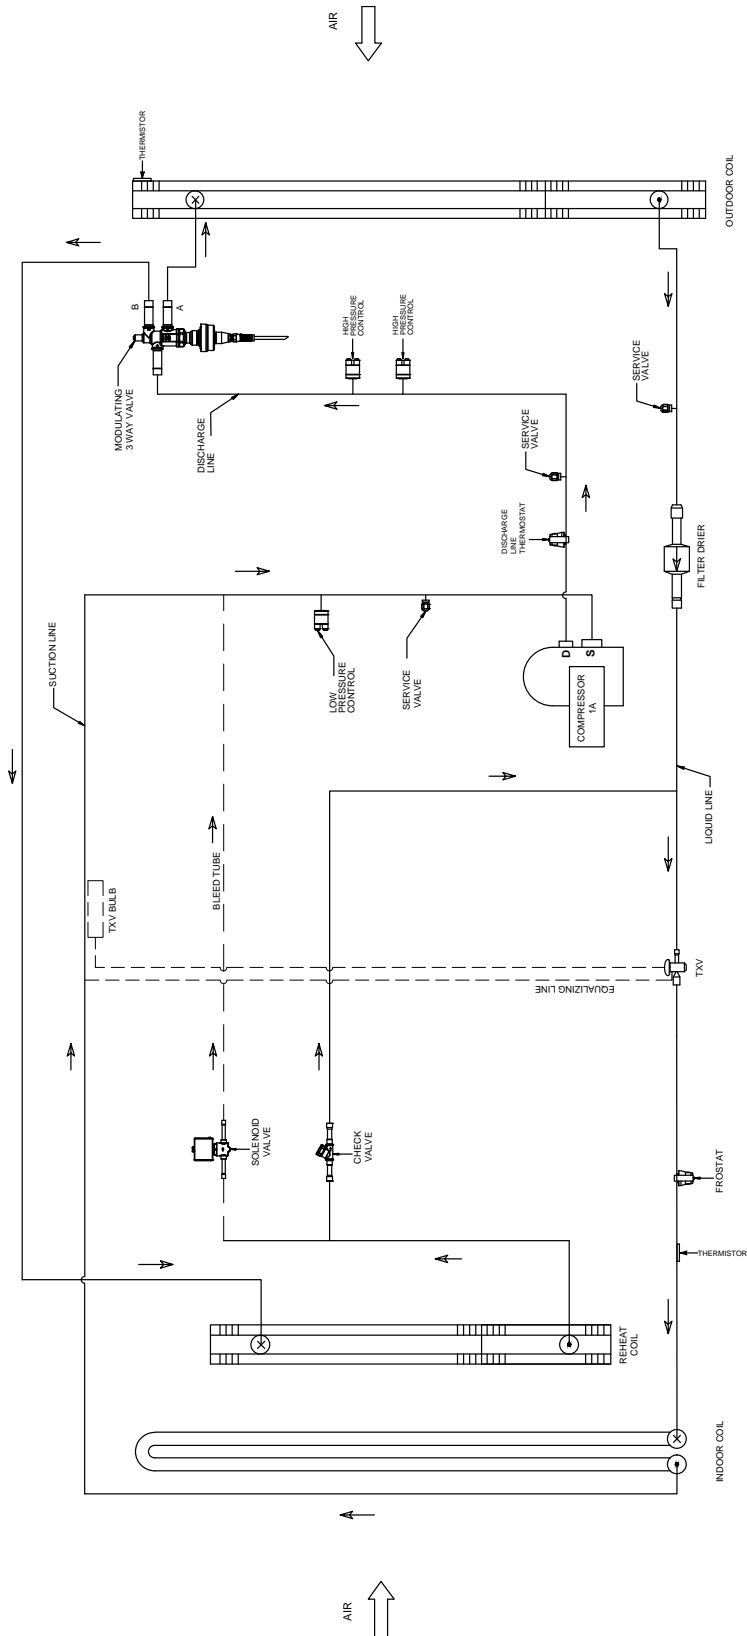 AIR
THERMISTOR
OUTDOOR COIL
B
A
MODULATING
3 WAY VALVE
HIGH
PRESSURE
CONTROL
HIGH
PRESSURE
CONTROL
DISCHARGE
LINE
SERVICE
VALVE
SERVICE
VALVE
DISCHARGE
LINE
THERMOSTAT
FILTER DRIER
SUCTION LINE
LOW
PRESSURE
CONTROL
SERVICE
VALVE
D
S
COMPRESSOR
1A
LIQUID LINE
BLEED TUBE
TXV BULB
EQUALIZING LINE
TXV
SOLENOID
VALVE
CHECK
VALVE
FROSTAT
THERMISTOR
REHEAT
COIL
INDOOR COIL
AIR